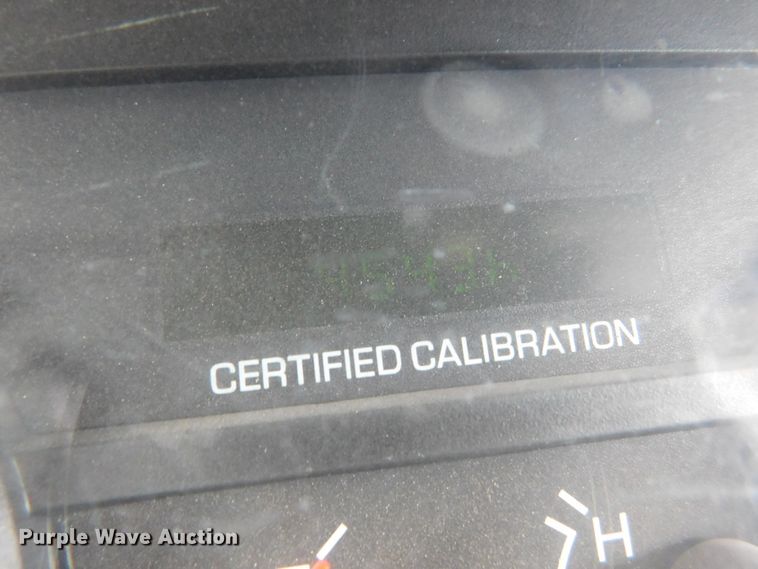 CERTIFIED CALIBRATION
H
Purple Wave Auction